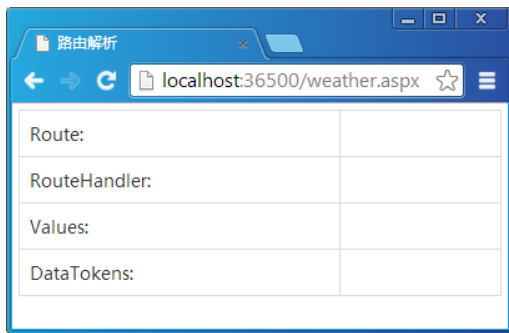 路由解析
localhost:36500/weather.aspx
Route:
RouteHandler:
Values:
DataTokens: